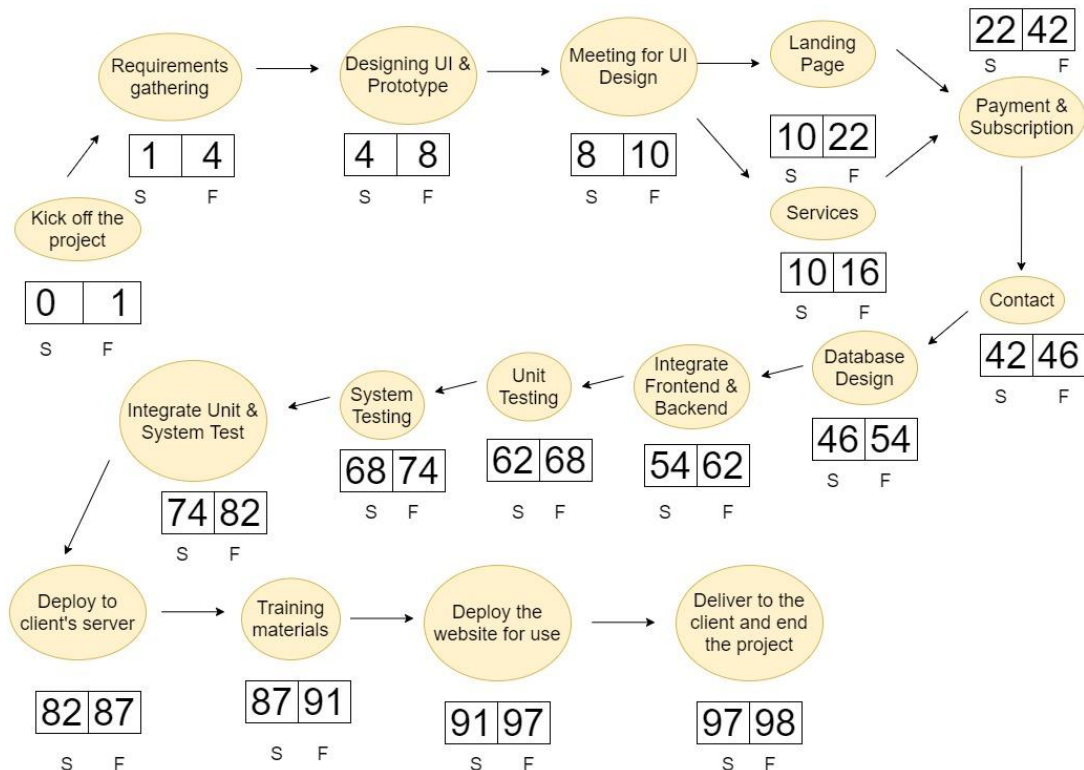 Requirements
gathering
1 4
S F
Designing UI &
Prototype
4 8
S F
Meeting for UI
Design
8 10
S F
Landing
Page
10 22
S F
22 42
S F
Payment &
Subscription
Kick off the
project
0 1
S F
Services
10 16
S F
Contact
42 46
S F
Database
Design
46 54
S F
Integrate
Frontend &
Backend
54 62
S F
Unit
Testing
62 68
S F
System
Testing
68 74
S F
Integrate Unit &
System Test
74 82
S F
Deploy to
client's server
82 87
S F
Training
materials
87 91
S F
Deploy the
website for use
91 97
S F
Deliver to the
client and end
the project
97 98
S F